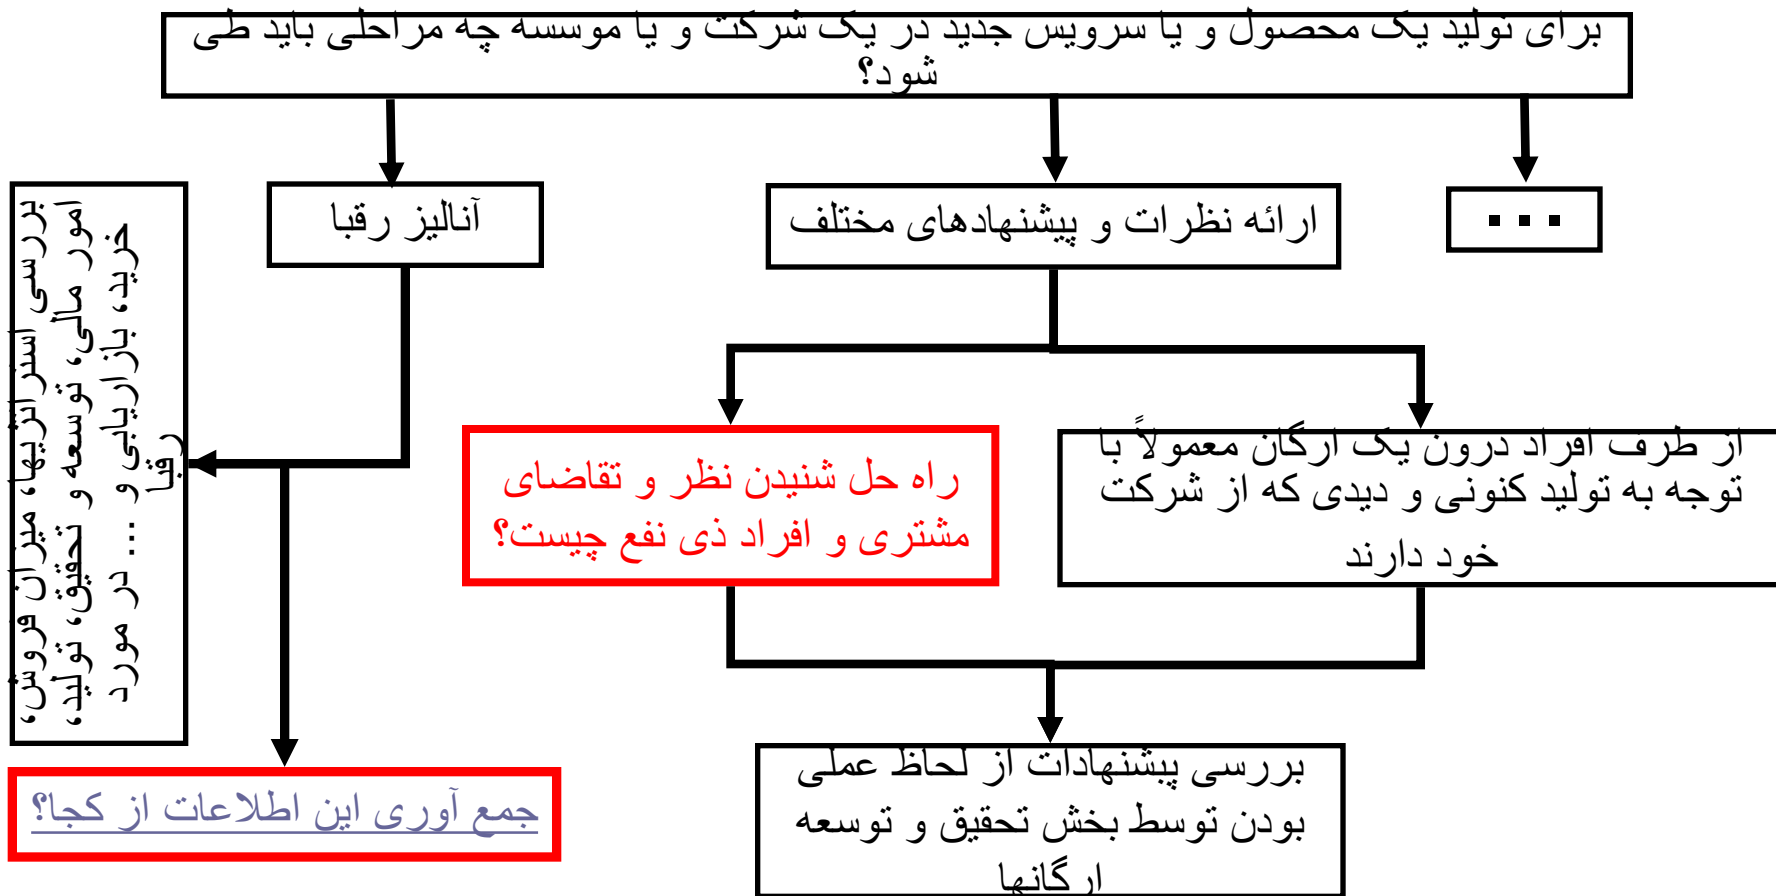 برای تولید یک محصول و یا سرویس جدید در یک شرکت و یا موسسه چه مراحلی باید طی
شود؟
...
ارائه نظرات و پیشنهادهای مختلف
آنالیز رقبا
بررسی استراتژیها، میزان فروش،
امور مالی، توسعه و تحقیق، تولید،
خرید، بازاریابی و ... در مورد
رقبا
از طرف افراد درون یک ارگان معمولاً با
توجه به تولید کنونی و دیدی که از شرکت
خود دارند
راه حل شنیدن نظر و تقاضای
مشتری و افراد ذی نفع چیست؟
بررسی پیشنهادات از لحاظ عملی
بودن توسط بخش تحقیق و توسعه
ارگانها
جمع آوری این اطلاعات از کجا؟